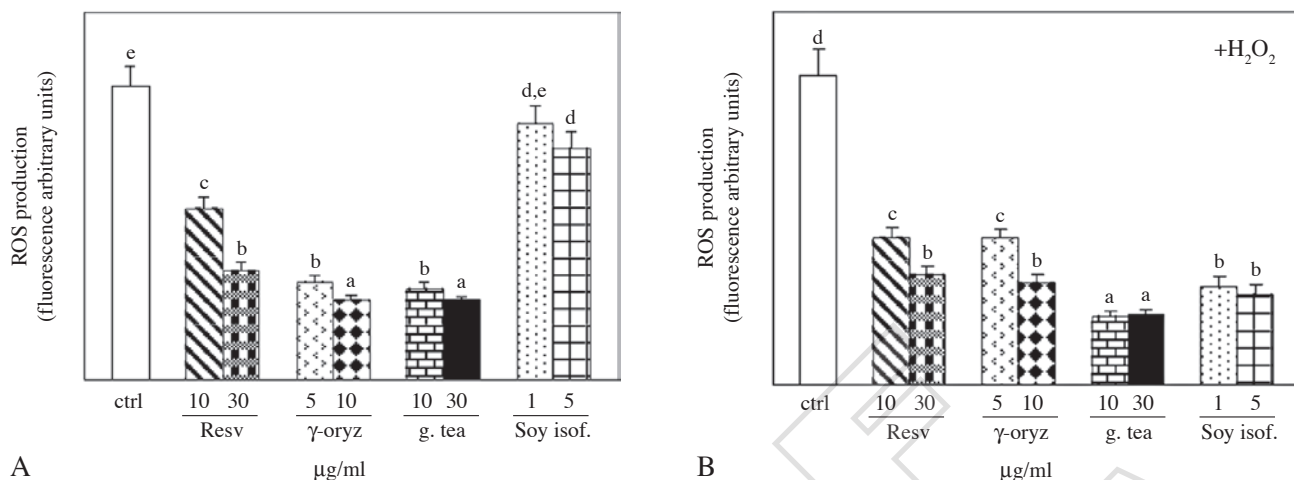 ROS production
(fluorescence arbitrary units)
e
c
b
b
a
b
a
d,e
d
ctrl
10 30
5 10
10 30
1 5
Resv
γ-oryz
g. tea
Soy isof.
A
μg/ml
ROS production
(fluorescence arbitrary units)
+H₂O₂
d
c
b
c
b
a
a
b
b
ctrl
10 30
5 10
10 30
1 5
Resv
γ-oryz
g. tea
Soy isof.
B
μg/ml